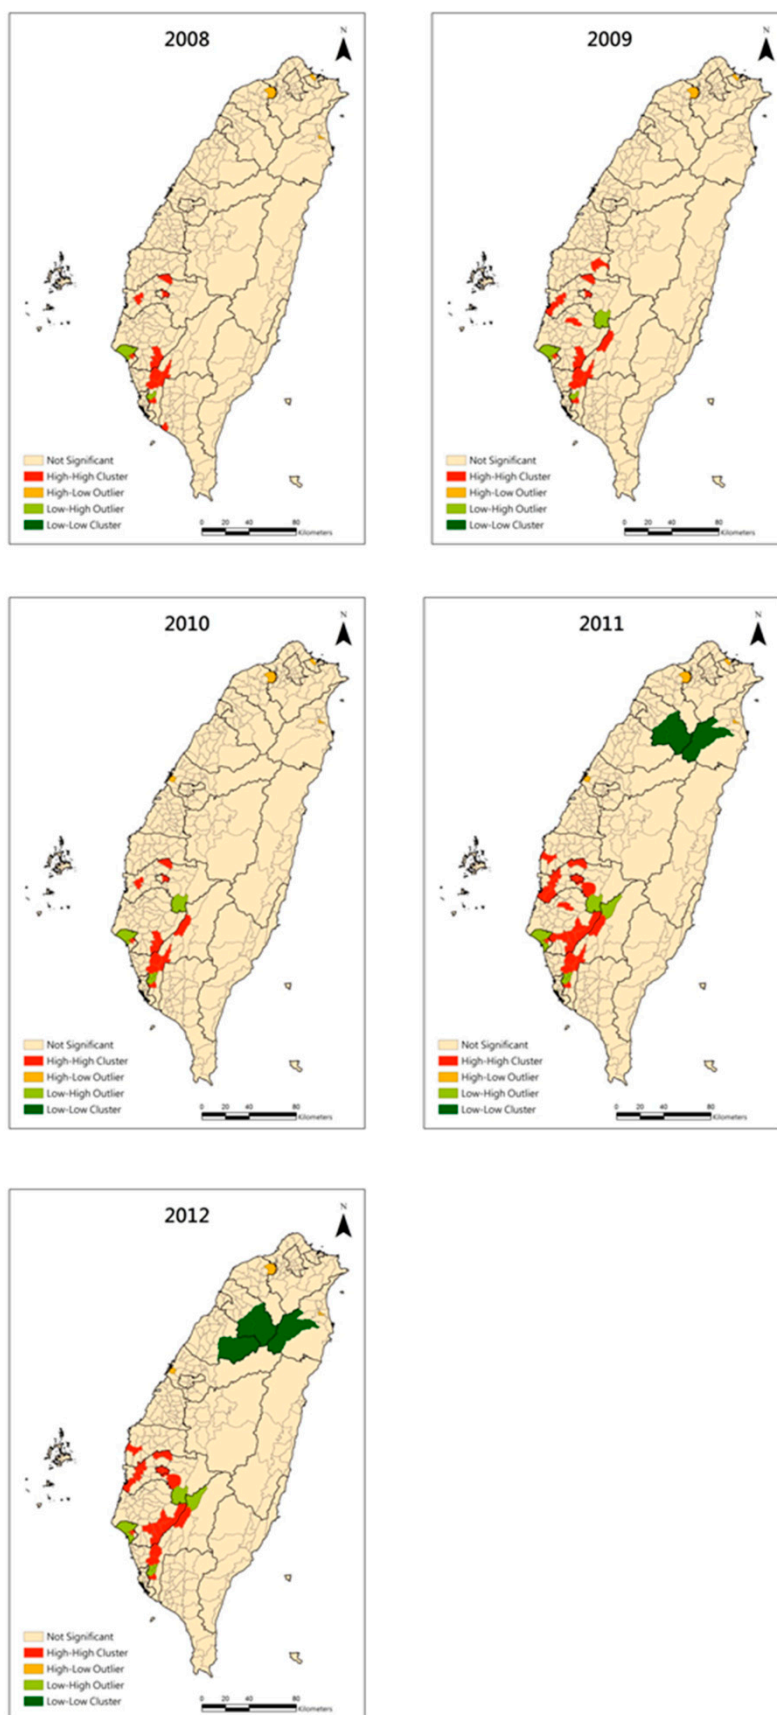 2008
N
Not Significant
High-High Cluster
High-Low Outlier
Low-High Outlier
Low-Low Cluster
0 20 40 80
Kilometers
2009
N
Not Significant
High-High Cluster
High-Low Outlier
Low-High Outlier
Low-Low Cluster
0 20 40 80
Kilometers
2010
N
Not Significant
High-High Cluster
High-Low Outlier
Low-High Outlier
Low-Low Cluster
0 20 40 80
Kilometers
2011
N
Not Significant
High-High Cluster
High-Low Outlier
Low-High Outlier
Low-Low Cluster
0 20 40 80
Kilometers
2012
N
Not Significant
High-High Cluster
High-Low Outlier
Low-High Outlier
Low-Low Cluster
0 20 40 80
Kilometers